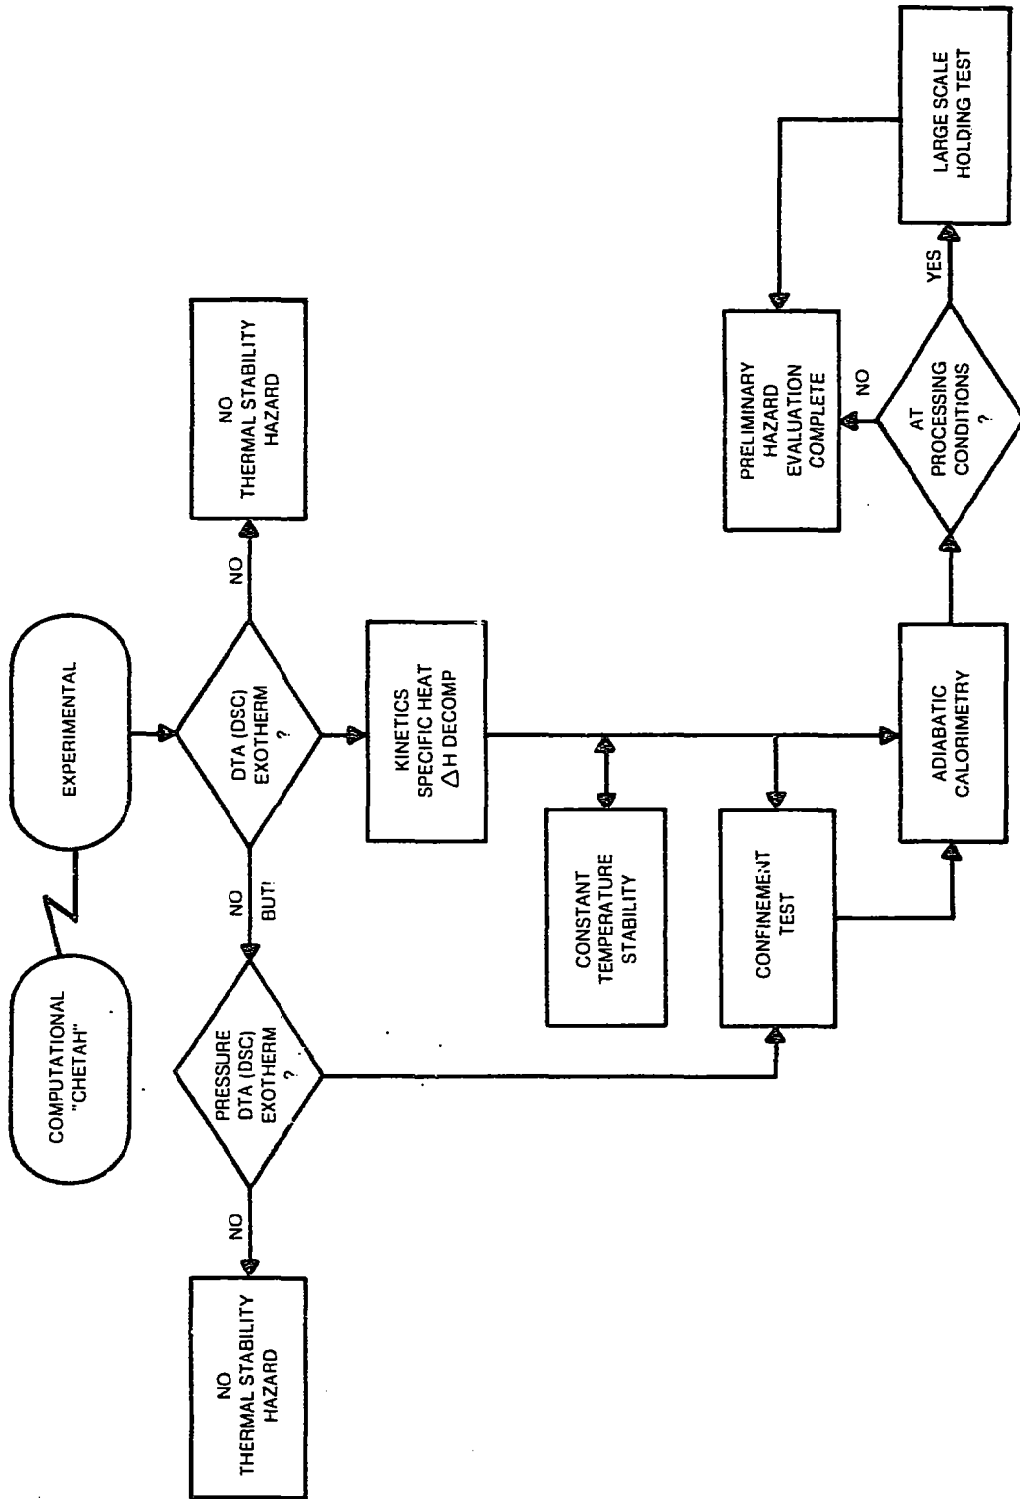 COMPUTATIONAL
"CHETAH"
EXPERIMENTAL
NO
THERMAL STABILITY
HAZARD
NO
PRESSURE
DTA (DSC)
EXOTHERM
?
NO
BUT!
DTA (DSC)
EXOTHERM
?
NO
NO
THERMAL STABILITY
HAZARD
KINETICS
SPECIFIC HEAT
△H DECOMP
CONSTANT
TEMPERATURE
STABILITY
CONFINEMENT
TEST
ADIABATIC
CALORIMETRY
AT
PROCESSING
CONDITIONS
?
NO
PRELIMINARY
HAZARD
EVALUATION
COMPLETE
YES
LARGE SCALE
HOLDING TEST